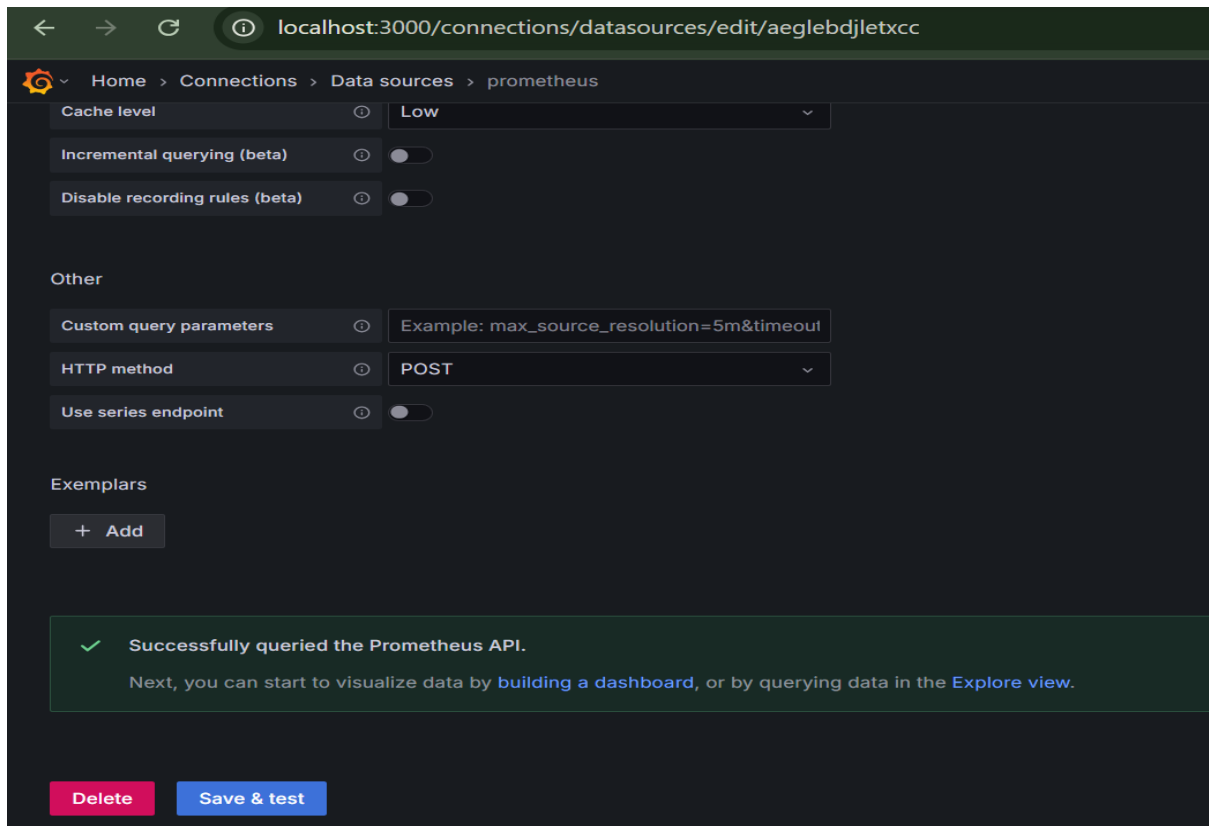 localhost:3000/connections/datasources/edit/aeglebdjletxcc
Home › Connections › Data sources › prometheus
Cache level Low
Incremental querying (beta)
Disable recording rules (beta)
Other
Custom query parameters Example: max_source_resolution=5m&timeout
HTTP method POST
Use series endpoint
Exemplars
+ Add
Successfully queried the Prometheus API.
Next, you can start to visualize data by building a dashboard, or by querying data in the Explore view.
Delete Save & test